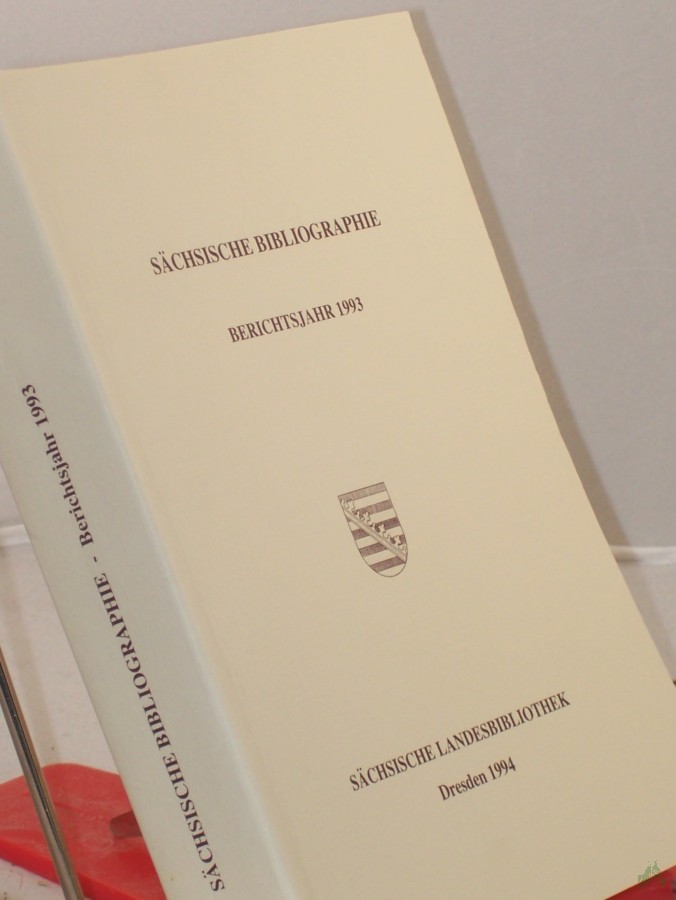 SÄCHSISCHE BIBLIOGRAPHIE
BERICHTSJAHR 1993
SÄCHSISCHE LANDESBIBLIOTHEK
Dresden 1994
SÄCHSISCHE BIBLIOGRAPHIE - Berichtsjahr 1993